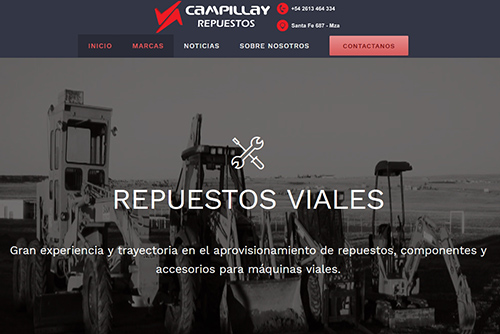 CAMPILLAY
REPUESTOS
+54 2613 464 334
Santa Fe 687 - Mza
INICIO MARCAS NOTICIAS SOBRE NOSOTROS CONTACTANOS
REPUESTOS VIALES
Gran experiencia y trayectoria en el aprovisionamiento de repuestos, componentes y
accesorios para máquinas viales.